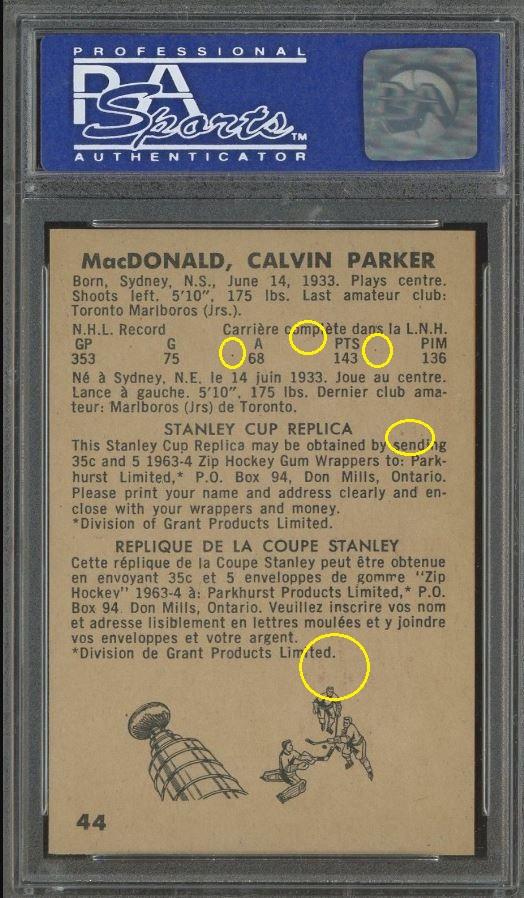 PROFESSIONAL
PSA
Sports TM
AUTHENTICATOR
PSA
MacDONALD, CALVIN PARKER
Born, Sydney, N.S., June 14, 1933. Plays centre.
Shoots left. 5'10", 175 lbs. Last amateur club:
Toronto Marlboros (Jrs.).
N.H.L. Record Carrière complète dans la L.N.H.
GP G A PTS PIM
353 75 68 143 136
Né à Sydney, N.E. le 14 juin 1933. Joue au centre.
Lance à gauche. 5'10", 175 lbs. Dernier club ama-
teur: Marlboros (Jrs) de Toronto.
STANLEY CUP REPLICA
This Stanley Cup Replica may be obtained by sending
35c and 5 1963-4 Zip Hockey Gum Wrappers to: Park-
hurst Limited,* P.O. Box 94, Don Mills, Ontario.
Please print your name and address clearly and en-
close with your wrappers and money.
*Division of Grant Products Limited.
REPLIQUE DE LA COUPE STANLEY
Cette réplique de la Coupe Stanley peut être obtenue
en envoyant 35c et 5 enveloppes de gomme "Zip
Hockey" 1963-4 à: Parkhurst Products Limited,* P.O.
Box 94 Don Mills, Ontario. Veuillez inscrire vos nom
et adresse lisiblement en lettres moulées et y joindre
vos enveloppes et votre argent.
*Division de Grant Products Limited.
44